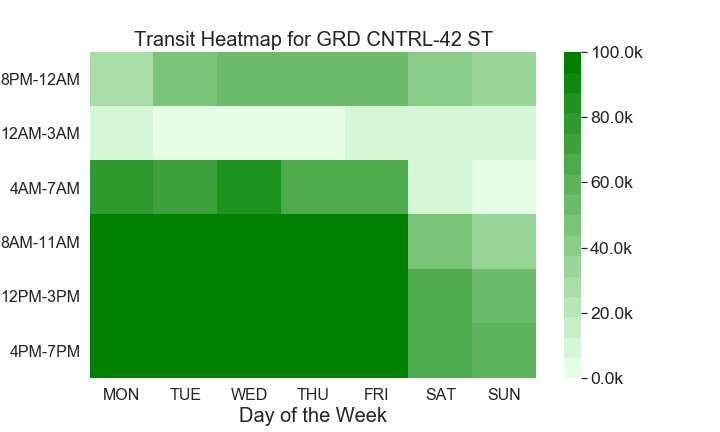 Transit Heatmap for GRD CNTRL-42 ST
8PM-12AM
12AM-3AM
4AM-7AM
8AM-11AM
12PM-3PM
4PM-7PM
MON TUE WED THU FRI SAT SUN
Day of the Week
100.0k
80.0k
60.0k
40.0k
20.0k
0.0k